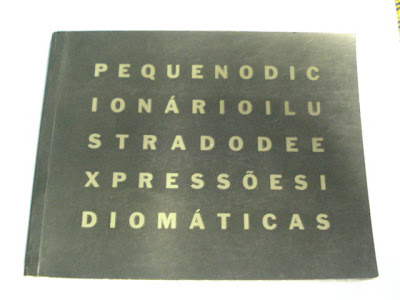 PEQUENODIC
IONÁRIOILU
STRADODEE
XPRESSÕESI
DIOMÁTICAS